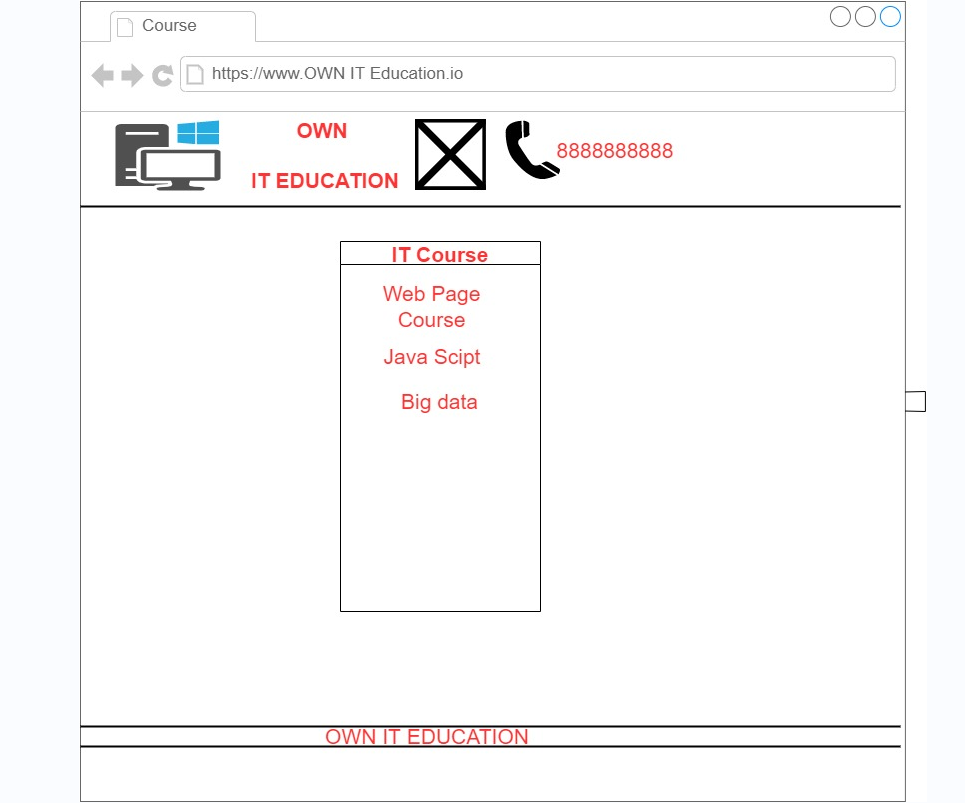 Course
https://www.OWN IT Education.io
OWN
IT EDUCATION
8888888888
IT Course
Web Page
Course
Java Scipt
Big data
OWN IT EDUCATION